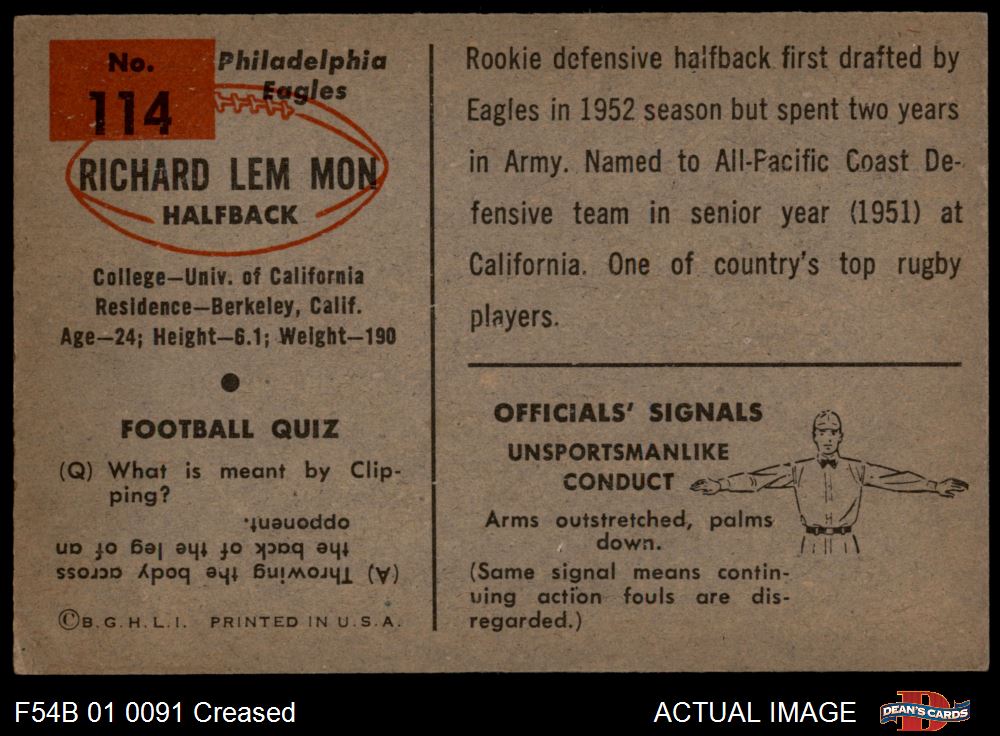 No.
114
Philadelphia
Eagles
RICHARD LEM MON
HALFBACK
College—Univ. of California
Residence—Berkeley, Calif.
Age—24; Height—6.1; Weight—190
FOOTBALL QUIZ
(Q) What is meant by Clip-
ping?
(A) Throwing the body across
the back of the leg of an
opponent.
©B.G.H.L.I. PRINTED IN U.S.A.
Rookie defensive halfback first drafted by
Eagles in 1952 season but spent two years
in Army. Named to All-Pacific Coast De-
fensive team in senior year (1951) at
California. One of country's top rugby
players.
OFFICIALS' SIGNALS
UNSPORTSMANLIKE
CONDUCT
Arms outstretched, palms
down.
(Same signal means contin-
uing action fouls are dis-
regarded.)
F54B 01 0091 Creased
ACTUAL IMAGE
D
DEAN'S CARDS